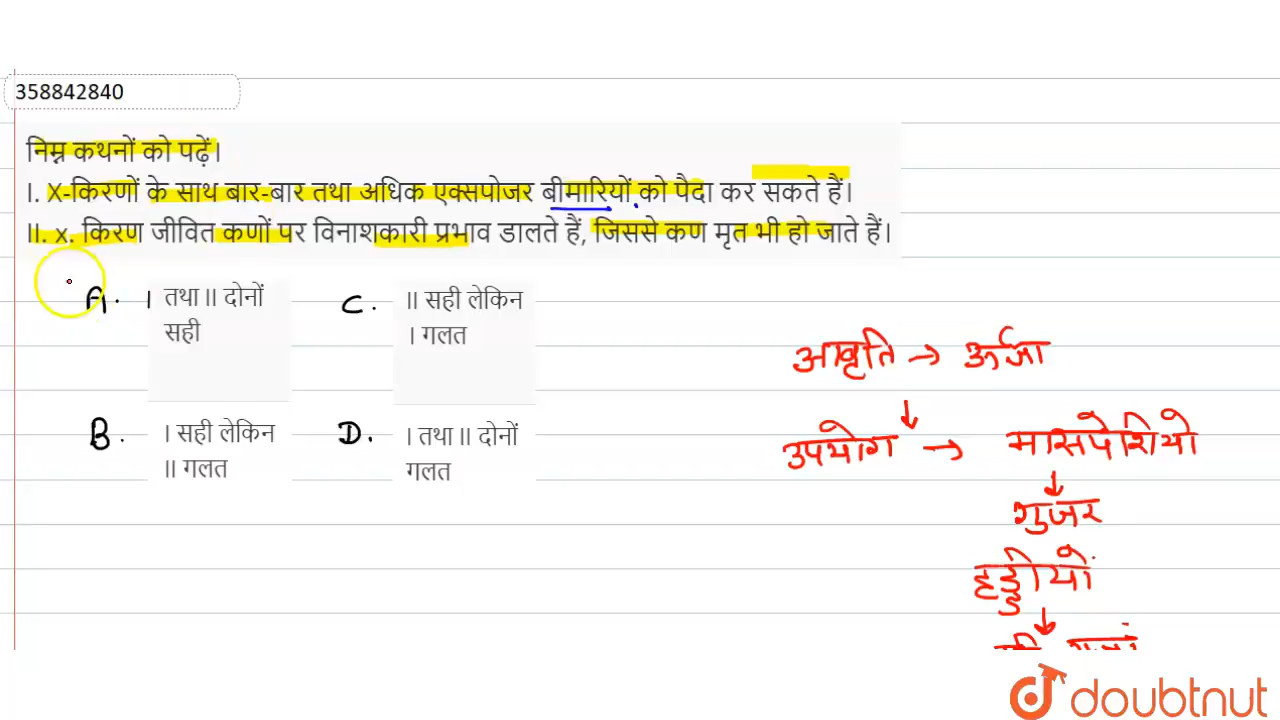 358842840
निम्न कथनों को पढ़ें।
I. X-किरणों के साथ बार-बार तथा अधिक एक्सपोजर बीमारियों को पैदा कर सकते हैं।
II. x. किरण जीवित कणों पर विनाशकारी प्रभाव डालते हैं, जिससे कण मृत भी हो जाते हैं।
A. I तथा II दोनों
सही
C. II सही लेकिन
I गलत
B. I सही लेकिन
II गलत
D. I तथा II दोनों
गलत
आवृति → ऊर्जा
↓
उपयोग → मासपेशियो
↓
गुजर
हड्डीयों
↓
doubtnut